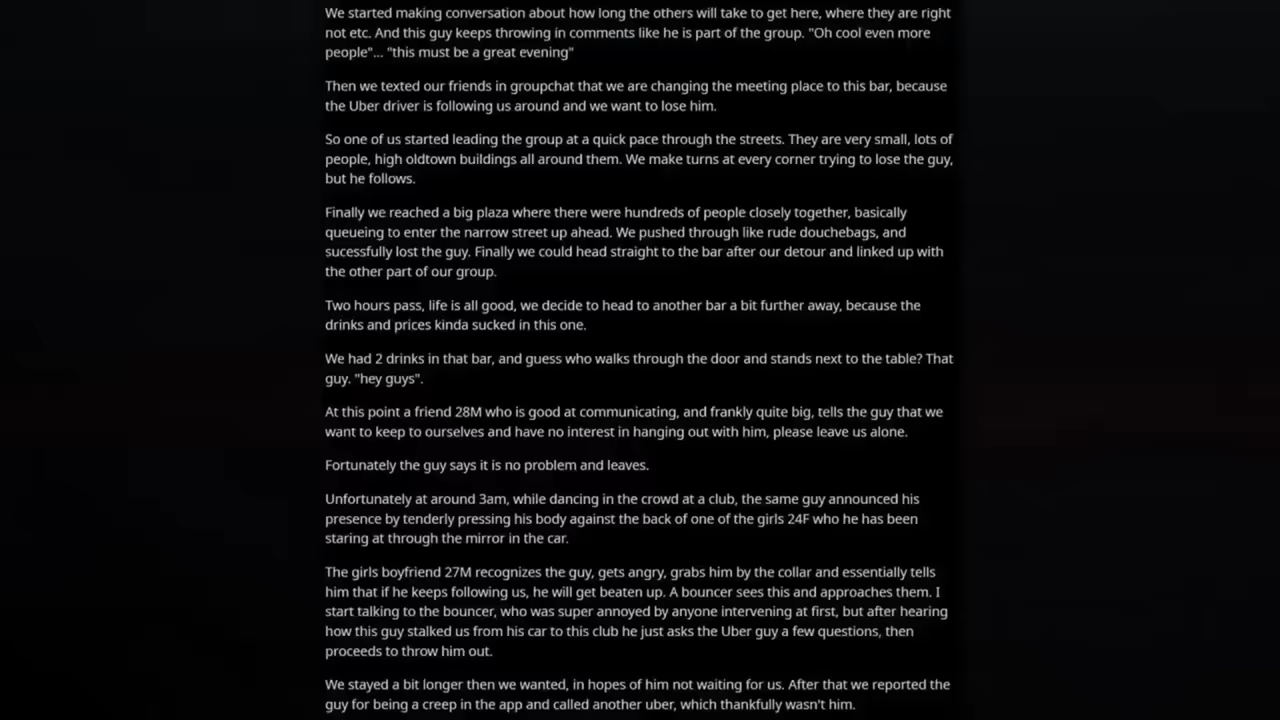 We started making conversation about how long the others will take to get here, where they are right
not etc. And this guy keeps throwing in comments like he is part of the group. "Oh cool even more
people"... "this must be a great evening"
Then we texted our friends in groupchat that we are changing the meeting place to this bar, because
the Uber driver is following us around and we want to lose him.
So one of us started leading the group at a quick pace through the streets. They are very small, lots of
people, high oldtown buildings all around them. We make turns at every corner trying to lose the guy,
but he follows.
Finally we reached a big plaza where there were hundreds of people closely together, basically
queueing to enter the narrow street up ahead. We pushed through like rude douchebags, and
sucessfully lost the guy. Finally we could head straight to the bar after our detour and linked up with
the other part of our group.
Two hours pass, life is all good, we decide to head to another bar a bit further away, because the
drinks and prices kinda sucked in this one.
We had 2 drinks in that bar, and guess who walks through the door and stands next to the table? That
guy. "hey guys".
At this point a friend 28M who is good at communicating, and frankly quite big, tells the guy that we
want to keep to ourselves and have no interest in hanging out with him, please leave us alone.
Fortunately the guy says it is no problem and leaves.
Unfortunately at around 3am, while dancing in the crowd at a club, the same guy announced his
presence by tenderly pressing his body against the back of one of the girls 24F who he has been
staring at through the mirror in the car.
The girls boyfriend 27M recognizes the guy, gets angry, grabs him by the collar and essentially tells
him that if he keeps following us, he will get beaten up. A bouncer sees this and approaches them. I
start talking to the bouncer, who was super annoyed by anyone intervening at first, but after hearing
how this guy stalked us from his car to this club he just asks the Uber guy a few questions, then
proceeds to throw him out.
We stayed a bit longer then we wanted, in hopes of him not waiting for us. After that we reported the
guy for being a creep in the app and called another uber, which thankfully wasn't him.